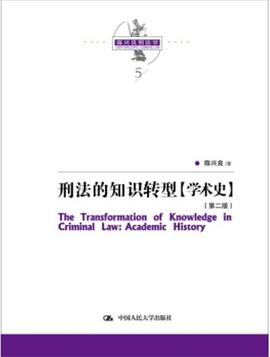 陈兴良刑法学
5
陈兴良/著
刑法的知识转型【学术史】
(第二版)
The Transformation of Knowledge in
Criminal Law: Academic History
中国人民大学出版社